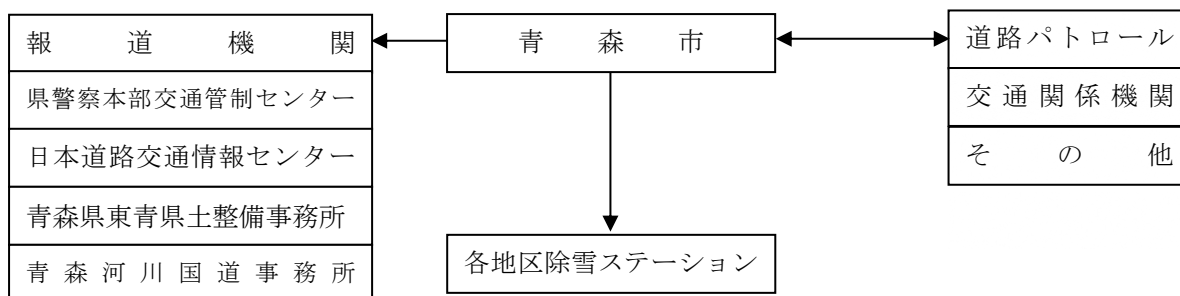 報道機関
県警察本部交通管制センター
日本道路交通情報センター
青森県東青県土整備事務所
青森河川国道事務所
青森市
各地区除雪ステーション
道路パトロール
交通関係機関
その他